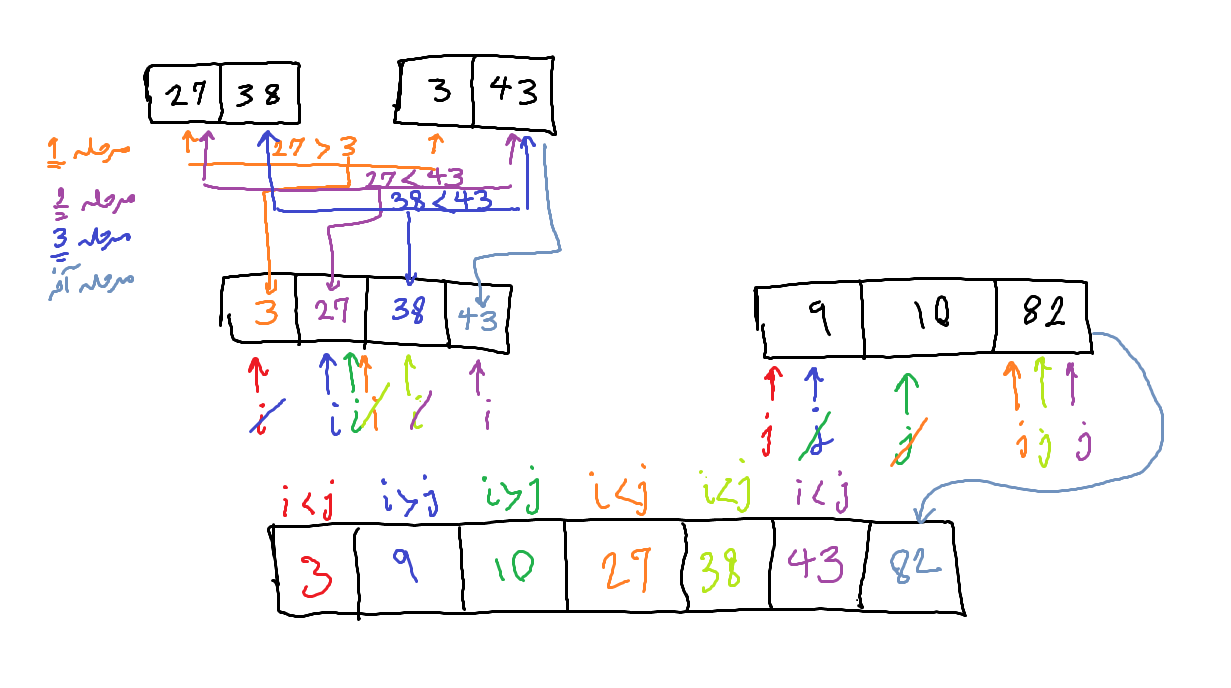 27 38
3 43
مرحله 1
27 > 3
مرحله 2
27 < 43
مرحله 3
38 < 43
مرحله آخر
3 27 38 43
9 10 82
i i i i i i
j j j j j j
i<j i>j i>j i<j i<j i<j
3 9 10 27 38 43 82